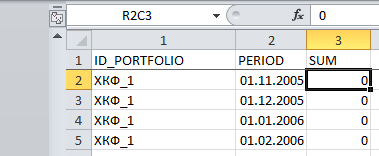 R2C3 fx 0
1 2 3
1 ID_PORTFOLIO PERIOD SUM
2 ХКФ_1 01.11.2005 0
3 ХКФ_1 01.12.2005 0
4 ХКФ_1 01.01.2006 0
5 ХКФ_1 01.02.2006 0